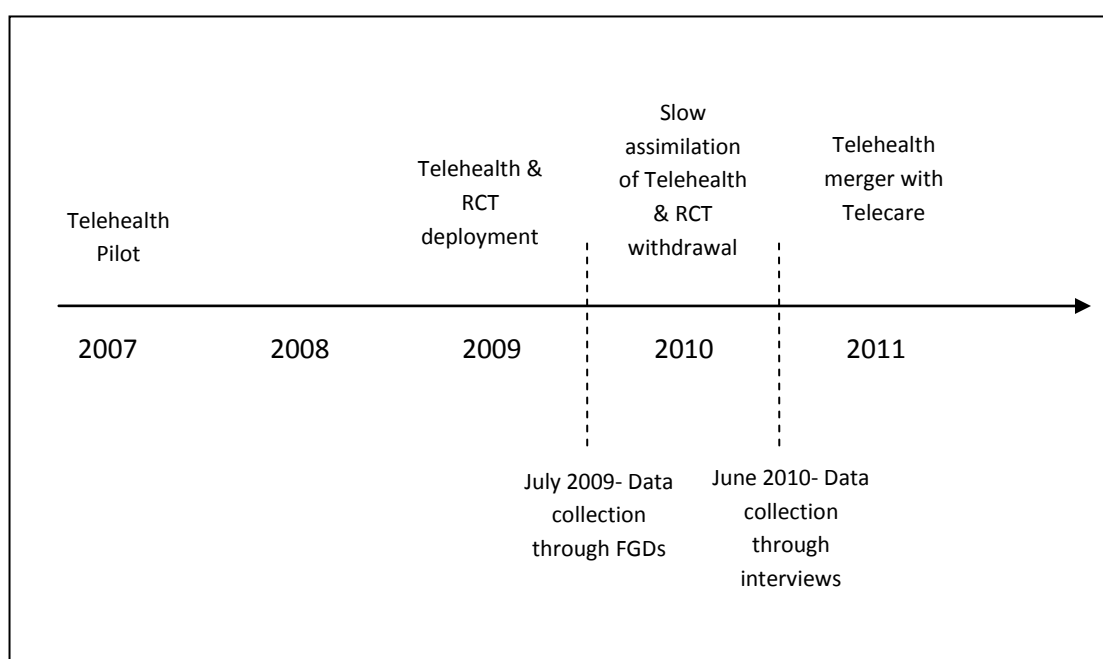 Telehealth
Pilot
Telehealth &
RCT
deployment
Slow
assimilation
of Telehealth
& RCT
withdrawal
Telehealth
merger with
Telecare
2007
2008
2009
2010
2011
July 2009- Data
collection
through FGDs
June 2010- Data
collection
through
interviews